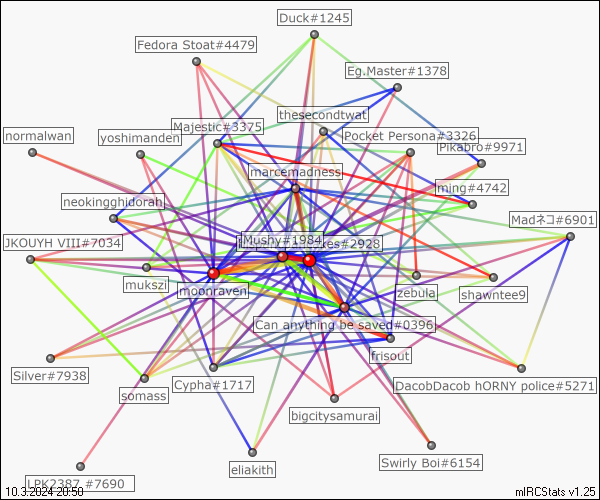 Duck#1245
Fedora Stoat#4479
Eg.Master#1378
thesecondtwat
normalwan
yoshimanden
Majestic#3375
Pocket Persona#3326
Pikabro#9971
marcemadness
ming#4742
neokingghidorah
Madネコ#6901
JKOUYH VIII#7034
Mushy#1984
kes#2928
mukszi
moonraven
zebula
shawntee9
Can anything be saved#0396
frisout
Silver#7938
somass
Cypha#1717
DacobDacob hORNY police#5271
bigcitysamurai
eliakith
Swirly Boi#6154
LPK2387 #7690
10.3.2024 20:50
mIRCStats v1.25